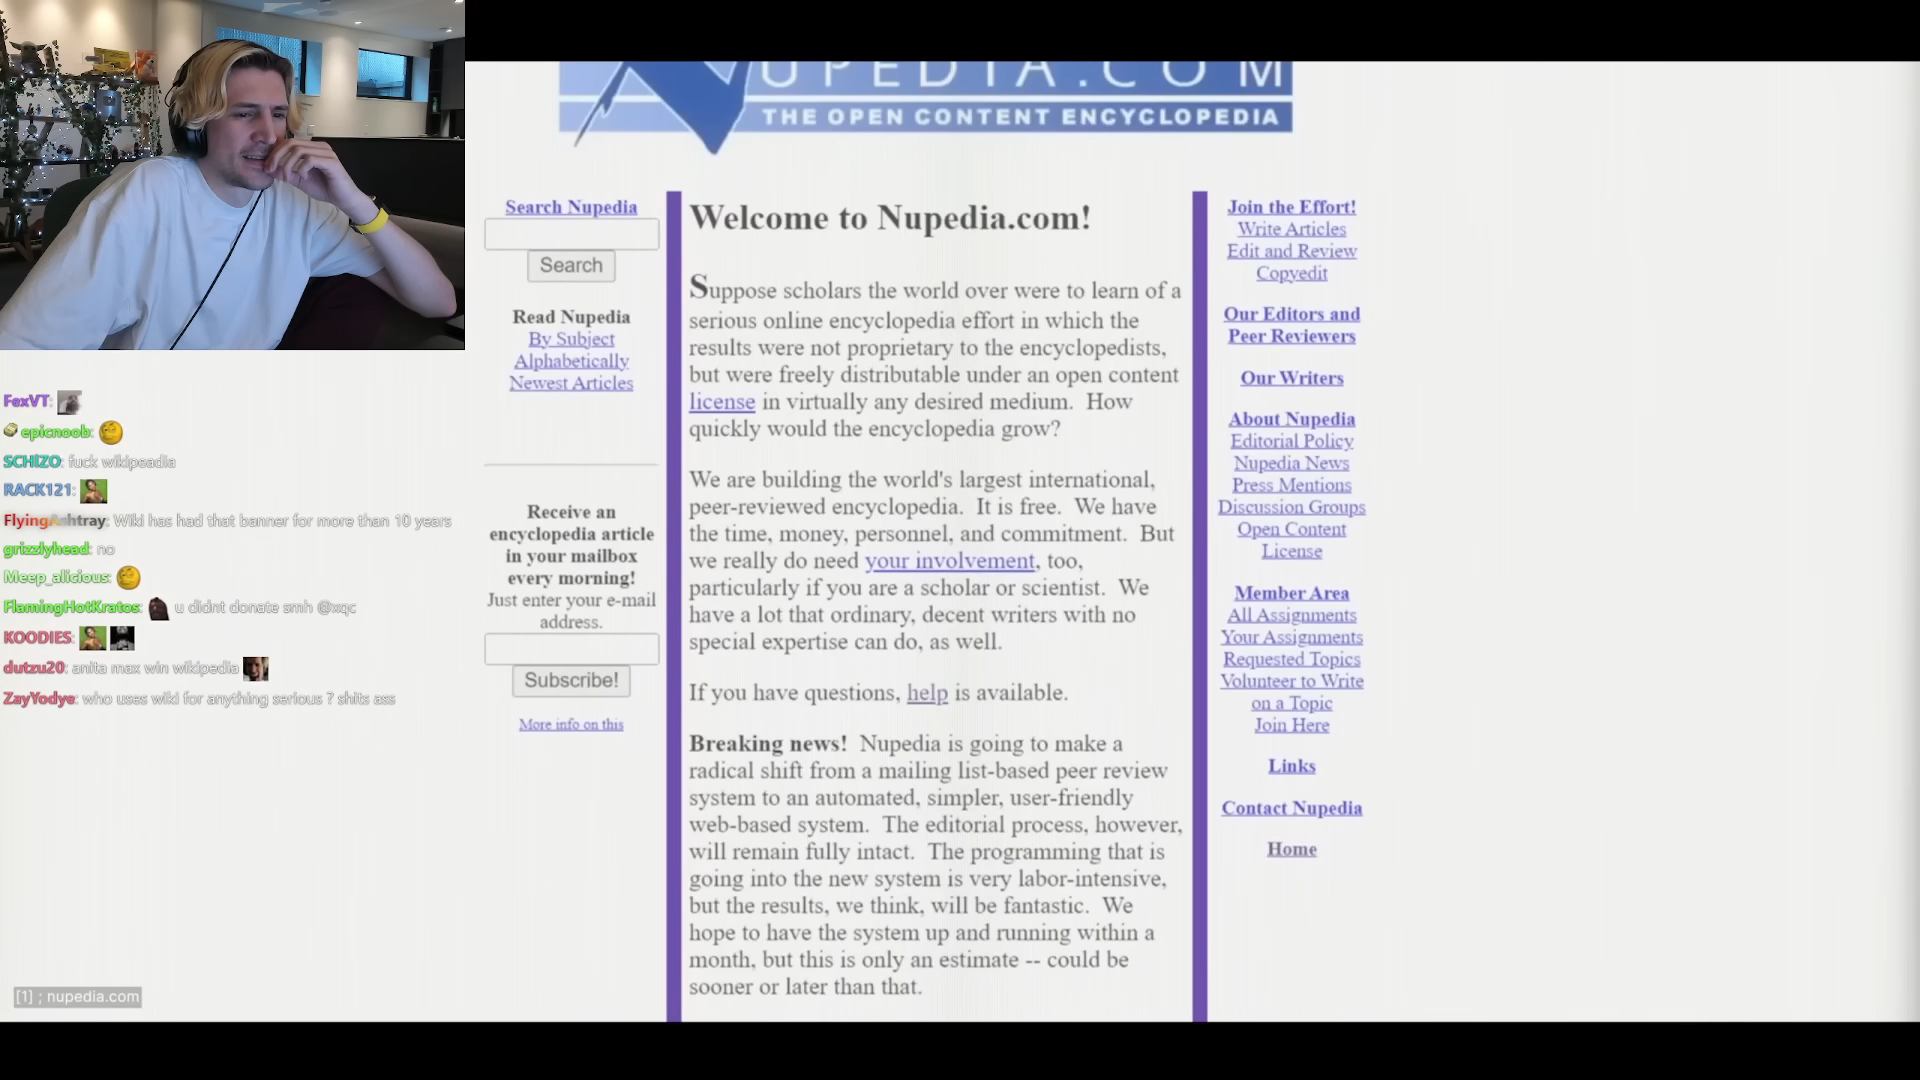 NUPEDIA.COM
THE OPEN CONTENT ENCYCLOPEDIA
Search Nupedia
Search
Read Nupedia
By Subject
Alphabetically
Newest Articles
Receive an
encyclopedia article
in your mailbox
every morning!
Just enter your e-mail
address.
Subscribe!
More info on this
Welcome to Nupedia.com!
Suppose scholars the world over were to learn of a
serious online encyclopedia effort in which the
results were not proprietary to the encyclopedists,
but were freely distributable under an open content
license in virtually any desired medium. How
quickly would the encyclopedia grow?
We are building the world's largest international,
peer-reviewed encyclopedia. It is free. We have
the time, money, personnel, and commitment. But
we really do need your involvement, too,
particularly if you are a scholar or scientist. We
have a lot that ordinary, decent writers with no
special expertise can do, as well.
If you have questions, help is available.
Breaking news! Nupedia is going to make a
radical shift from a mailing list-based peer review
system to an automated, simpler, user-friendly
web-based system. The editorial process, however,
will remain fully intact. The programming that is
going into the new system is very labor-intensive,
but the results, we think, will be fantastic. We
hope to have the system up and running within a
month, but this is only an estimate -- could be
sooner or later than that.
Join the Effort!
Write Articles
Edit and Review
Copyedit
Our Editors and
Peer Reviewers
Our Writers
About Nupedia
Editorial Policy
Nupedia News
Press Mentions
Discussion Groups
Open Content
License
Member Area
All Assignments
Your Assignments
Requested Topics
Volunteer to Write
on a Topic
Join Here
Links
Contact Nupedia
Home
FexVT:
epicnoob:
SCHIZO: fuck wikipeadia
RACK121:
FlyingAshtray: Wiki has had that banner for more than 10 years
grizzlyhead: no
Meep_alicious:
FlamingHotKratos: u didnt donate smh @xqc
KOODIES:
dutzu20: anita max win wikipedia
ZayYodye: who uses wiki for anything serious ? shits ass
[1] ; nupedia.com